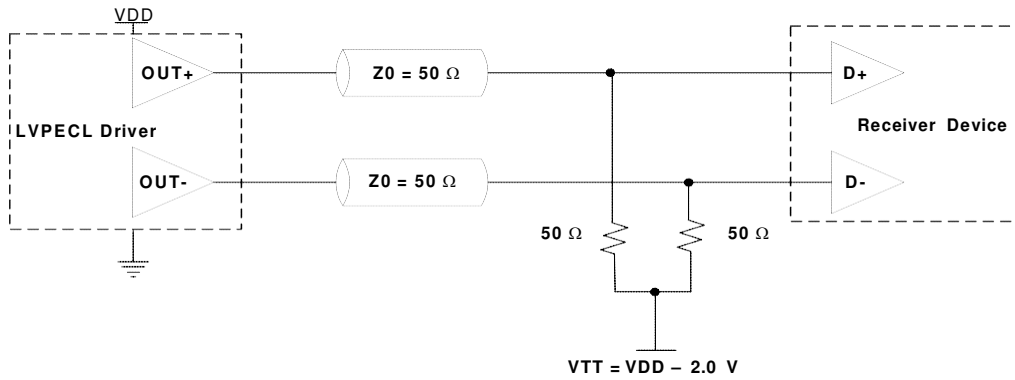 VDD
OUT+
Z0 = 50 Ω
D+
LVPECL Driver
Receiver Device
OUT-
Z0 = 50 Ω
D-
50 Ω
50 Ω
VTT = VDD – 2.0 V